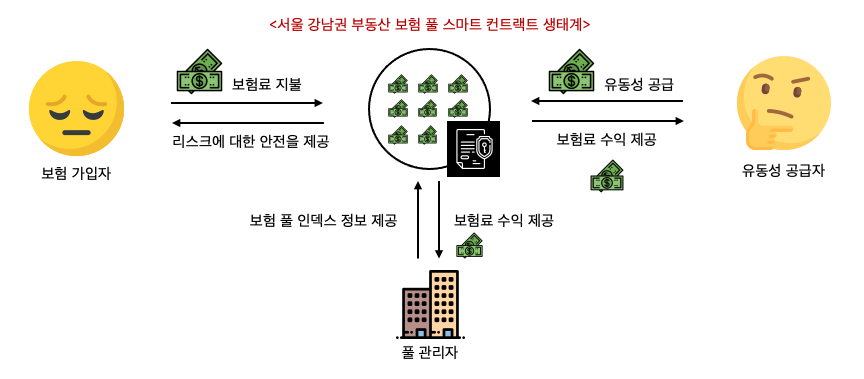 <서울 강남권 부동산 보험 풀 스마트 컨트랙트 생태계>
보험료 지불
유동성 공급
리스크에 대한 안전을 제공
보험료 수익 제공
보험 가입자
유동성 공급자
보험 풀 인덱스 정보 제공
보험료 수익 제공
풀 관리자